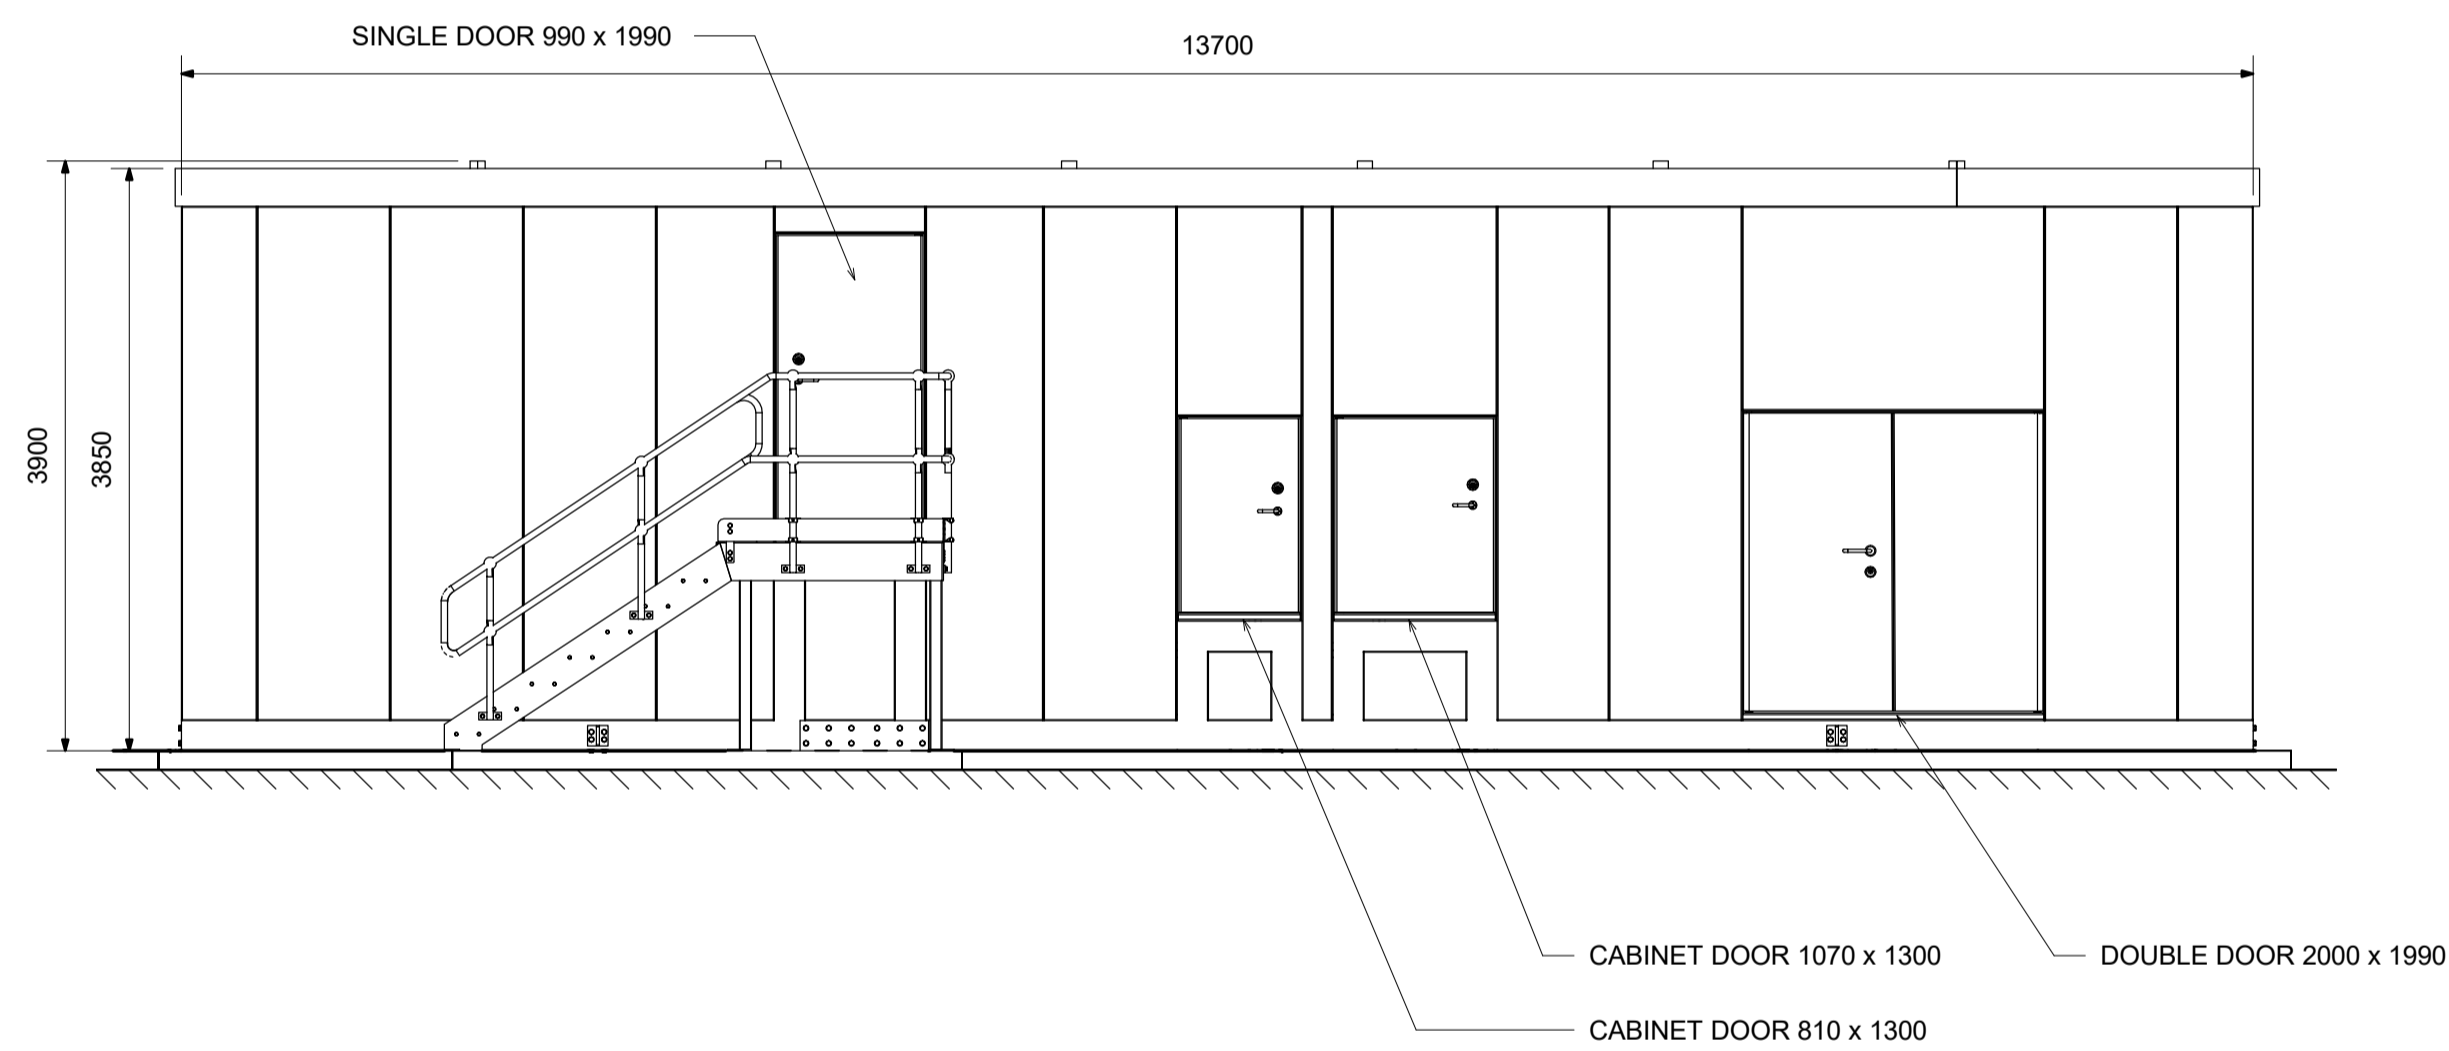 SINGLE DOOR 990 x 1990
13700
3900
3850
CABINET DOOR 1070 x 1300
DOUBLE DOOR 2000 x 1990
CABINET DOOR 810 x 1300